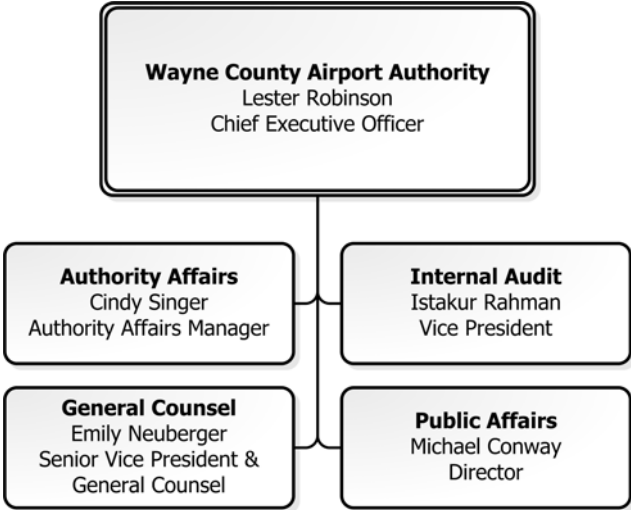 Wayne County Airport Authority
Lester Robinson
Chief Executive Officer
Authority Affairs
Cindy Singer
Authority Affairs Manager
Internal Audit
Istakur Rahman
Vice President
General Counsel
Emily Neuberger
Senior Vice President &
General Counsel
Public Affairs
Michael Conway
Director